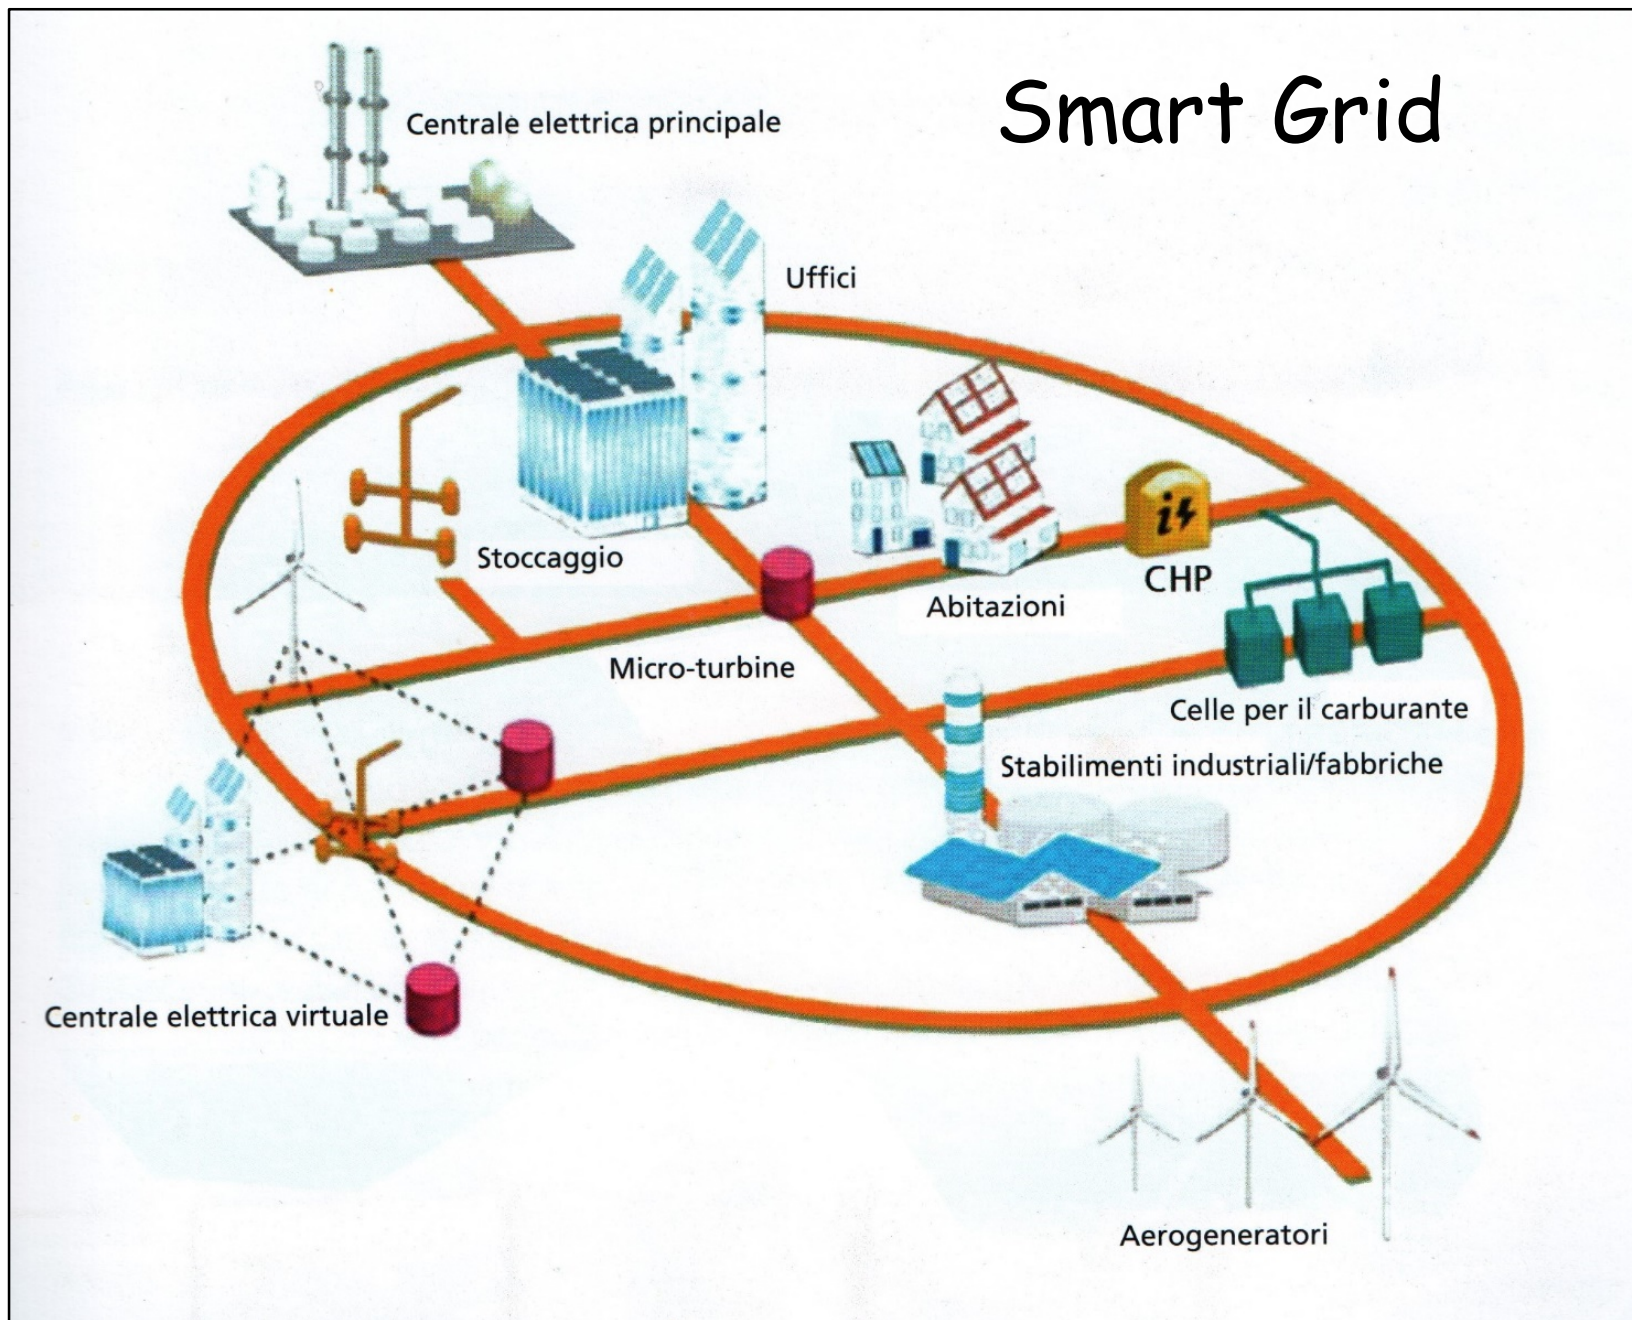 Smart Grid
Centrale elettrica principale
Uffici
Stoccaggio
Abitazioni
CHP
Micro-turbine
Celle per il carburante
Stabilimenti industriali/fabbriche
Centrale elettrica virtuale
Aerogeneratori